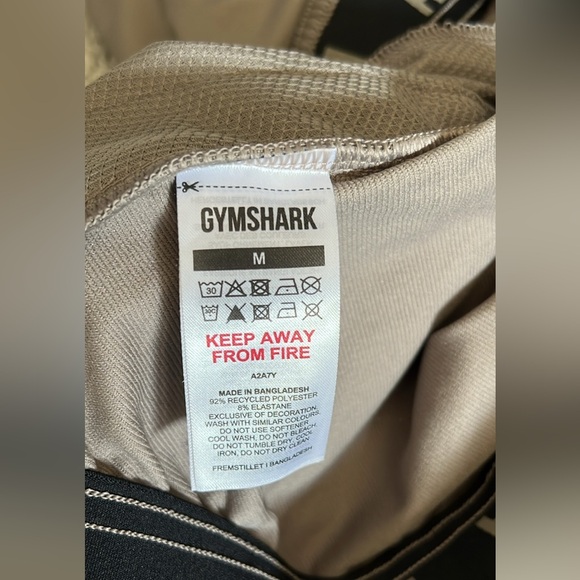 GYMSHARK
M
30
30°
KEEP AWAY
FROM FIRE
A2A7Y
MADE IN BANGLADESH
92% RECYCLED POLYESTER
8% ELASTANE
EXCLUSIVE OF DECORATION.
WASH WITH SIMILAR COLOURS.
DO NOT USE SOFTENER
COOL WASH, DO NOT BLEACH,
DO NOT TUMBLE DRY, COOL
IRON, DO NOT DRY CLEAN.
FREMSTILLET I BANGLADESH